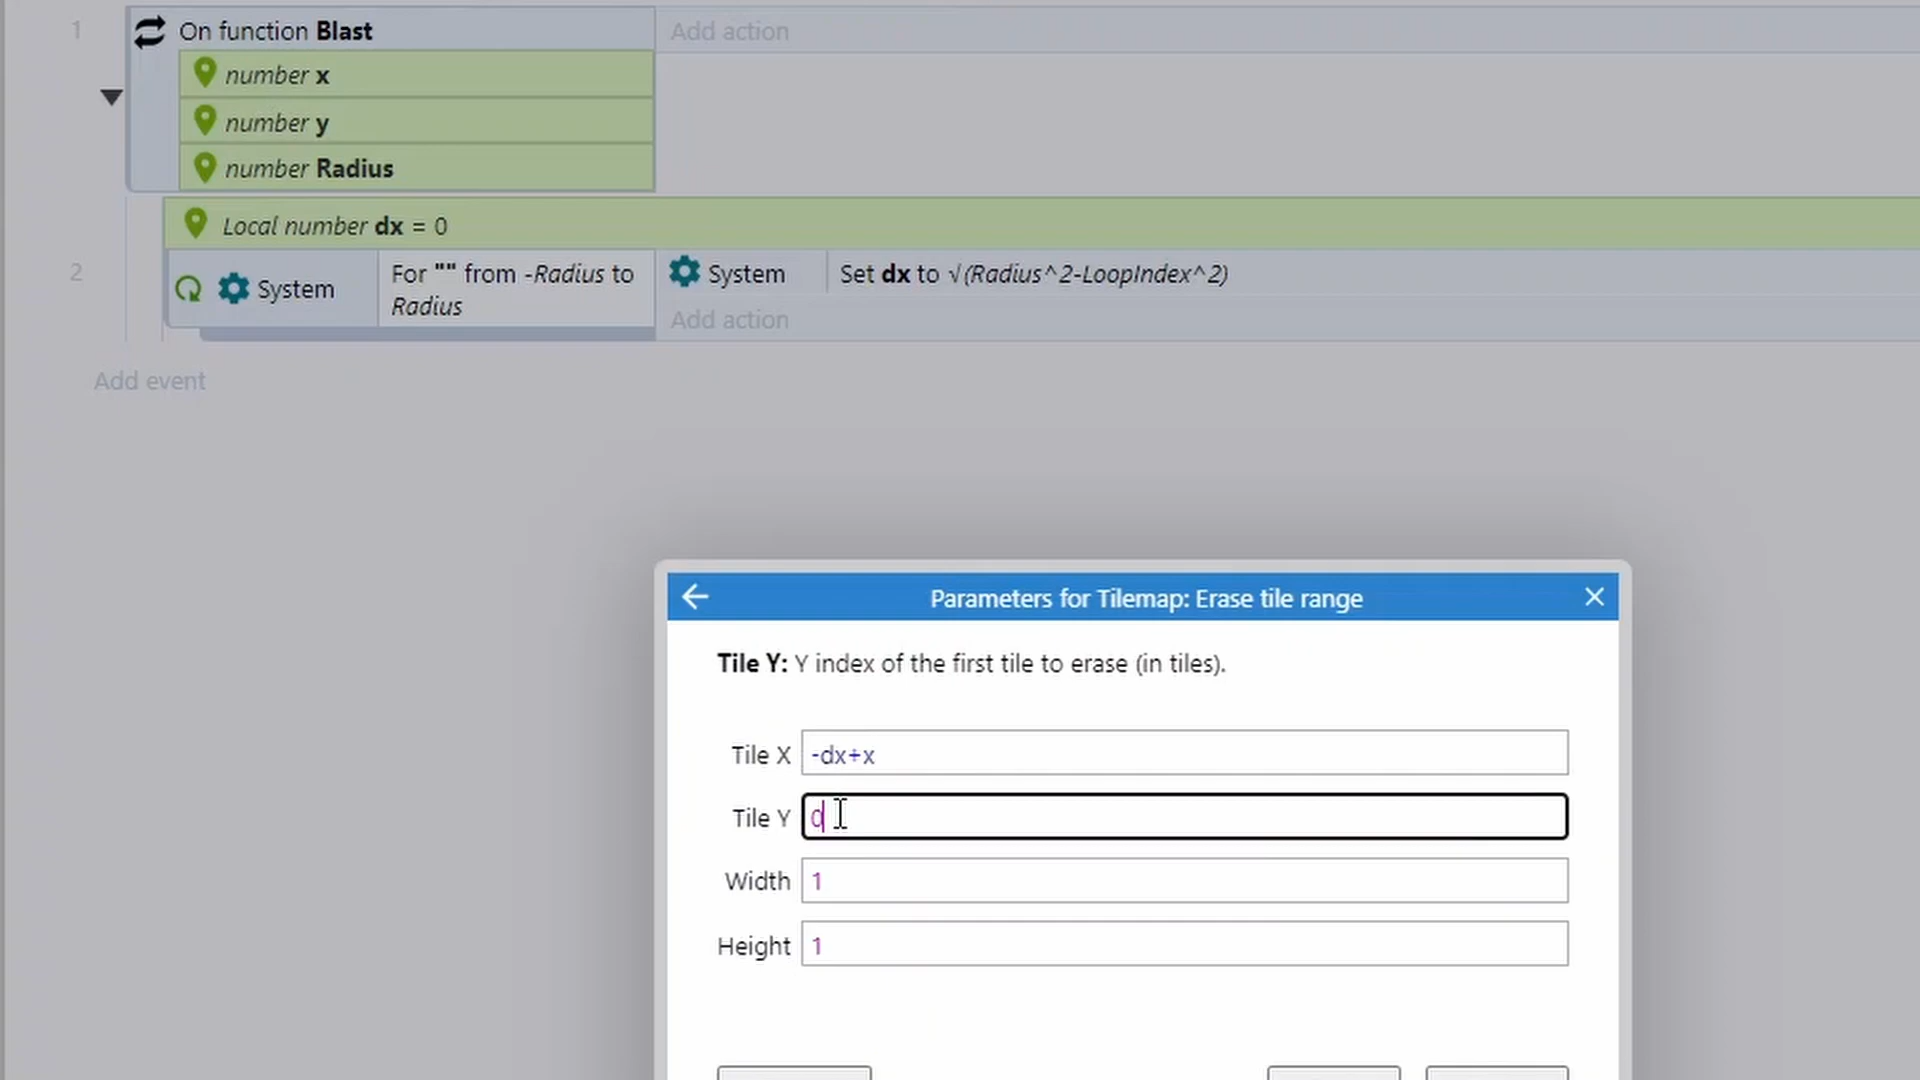 1
On function Blast
Add action
number x
number y
number Radius
Local number dx = 0
2
System
For "" from -Radius to
Radius
System
Set dx to √(Radius^2-LoopIndex^2)
Add action
Add event
Parameters for Tilemap: Erase tile range
Tile Y: Y index of the first tile to erase (in tiles).
Tile X
-dx+x
Tile Y
0
Width
1
Height
1